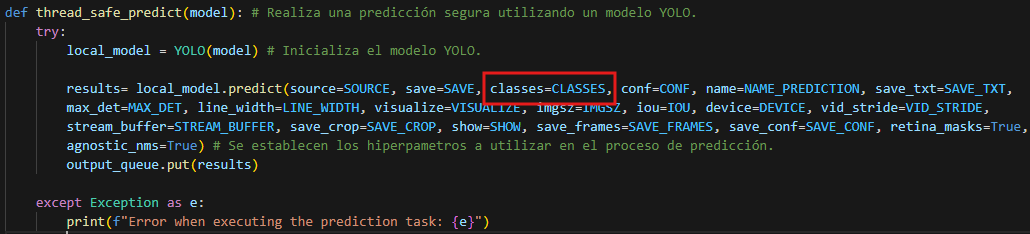 def thread_safe_predict(model): # Realiza una predicción segura utilizando un modelo YOLO.
try:
local_model = YOLO(model) # Inicializa el modelo YOLO.
results= local_model.predict(source=SOURCE, save=SAVE, classes=CLASSES, conf=CONF, name=NAME_PREDICTION, save_txt=SAVE_TXT,
max_det=MAX_DET, line_width=LINE_WIDTH, visualize=VISUALIZE, imgsz=IMGSZ, iou=IOU, device=DEVICE, vid_stride=VID_STRIDE,
stream_buffer=STREAM_BUFFER, save_crop=SAVE_CROP, show=SHOW, save_frames=SAVE_FRAMES, save_conf=SAVE_CONF, retina_masks=True,
agnostic_nms=True) # Se establecen los hiperpametros a utilizar en el proceso de predicción.
output_queue.put(results)
except Exception as e:
print(f"Error when executing the prediction task: {e}")